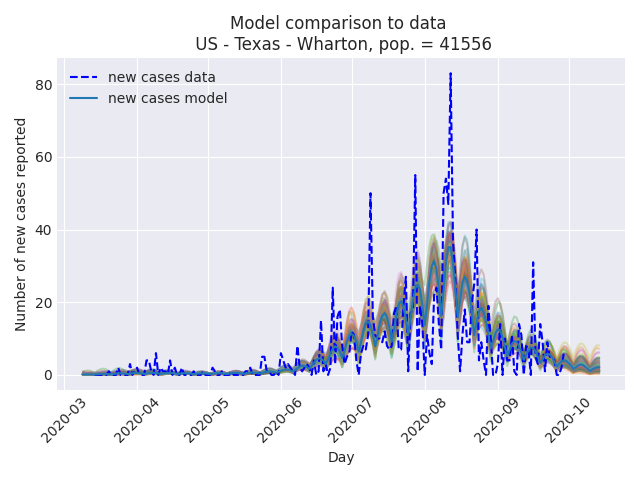 Model comparison to data
US - Texas - Wharton, pop. = 41556
new cases data
new cases model
Number of new cases reported
80
60
40
20
0
2020-03
2020-04
2020-05
2020-06
2020-07
2020-08
2020-09
2020-10
Day